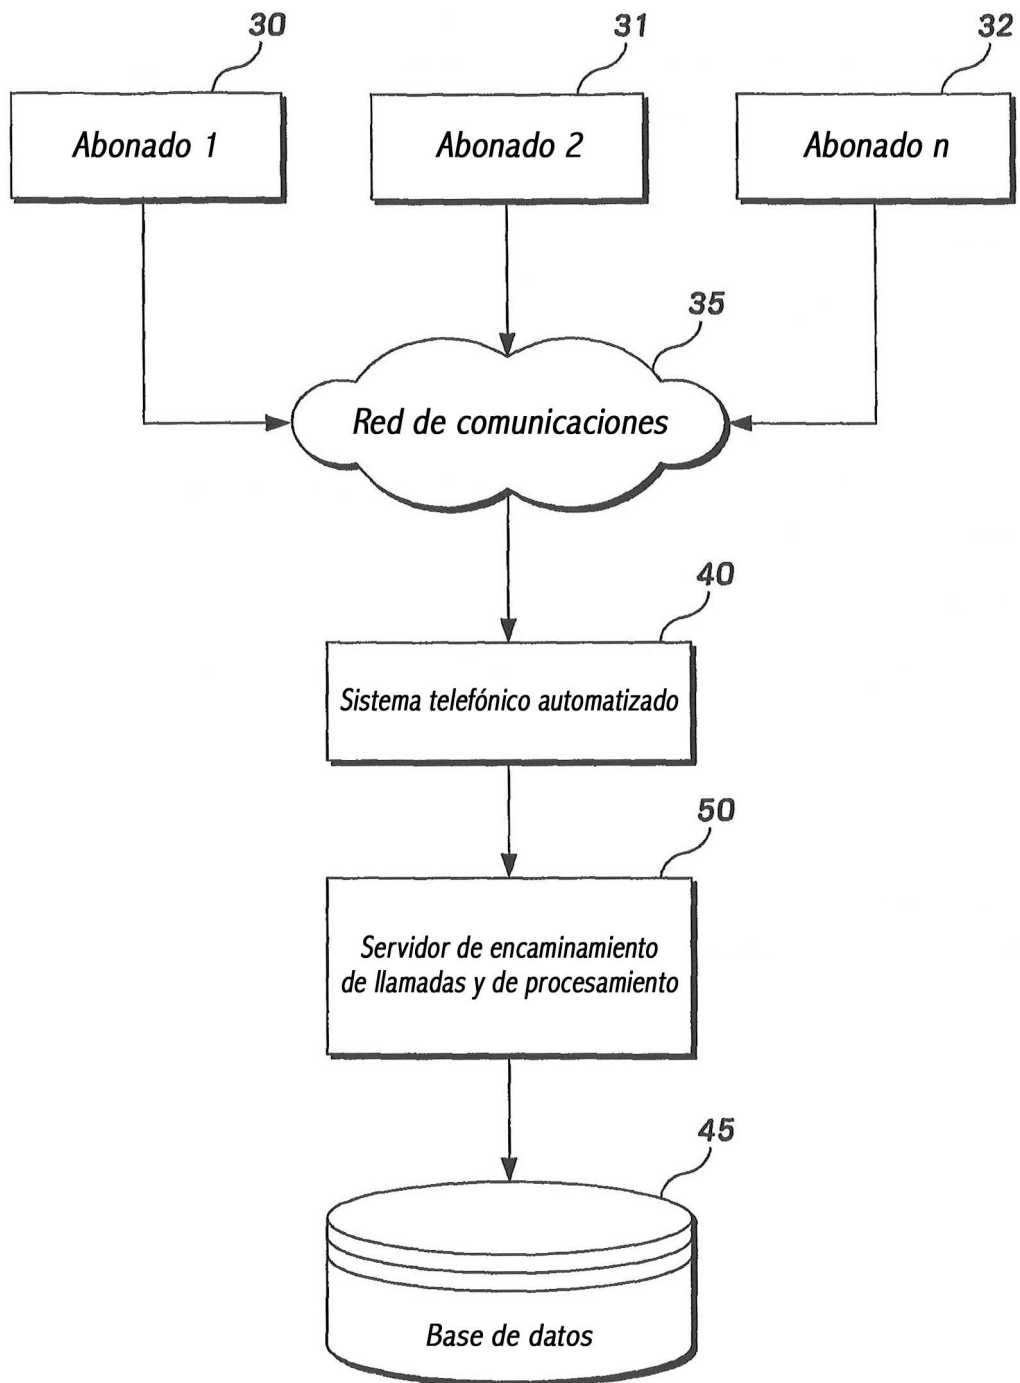 30
31
32
Abonado 1
Abonado 2
Abonado n
35
Red de comunicaciones
40
Sistema telefónico automatizado
50
Servidor de encaminamiento
de llamadas y de procesamiento
45
Base de datos